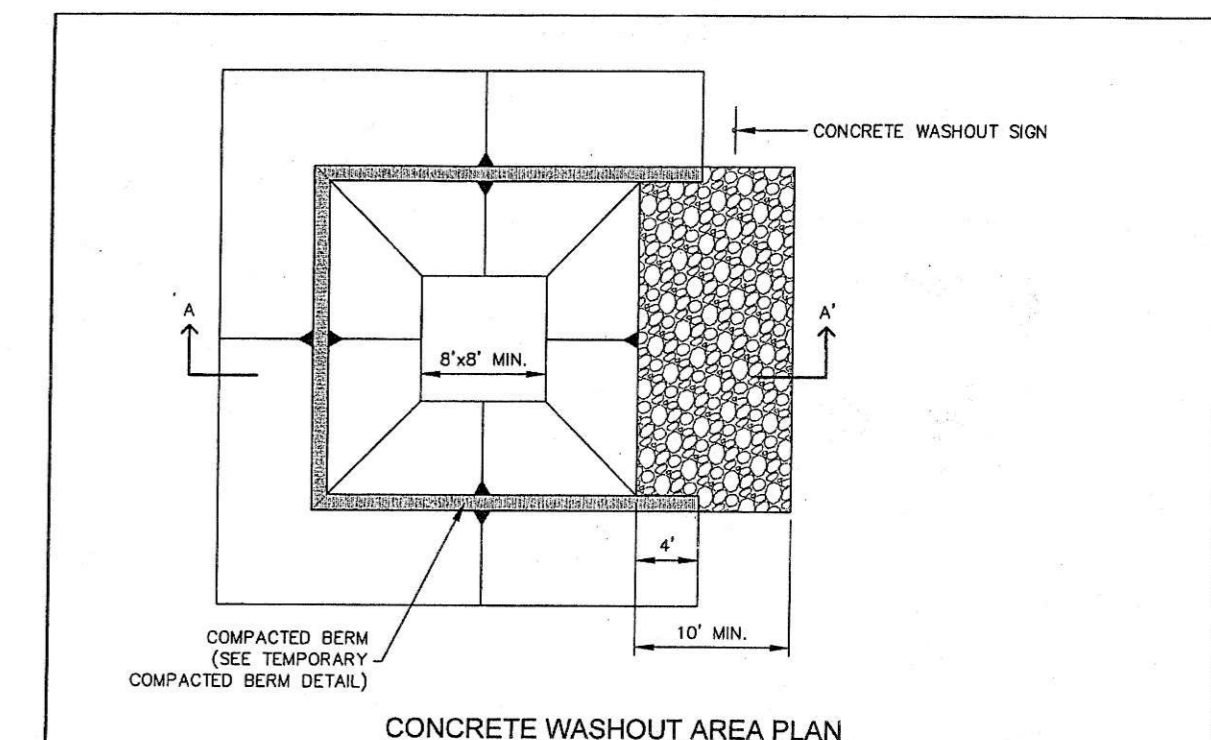 CONCRETE WASHOUT SIGN
A
A'
8'x8' MIN.
4'
10' MIN.
COMPACTED BERM
(SEE TEMPORARY
COMPACTED BERM DETAIL)
CONCRETE WASHOUT AREA PLAN